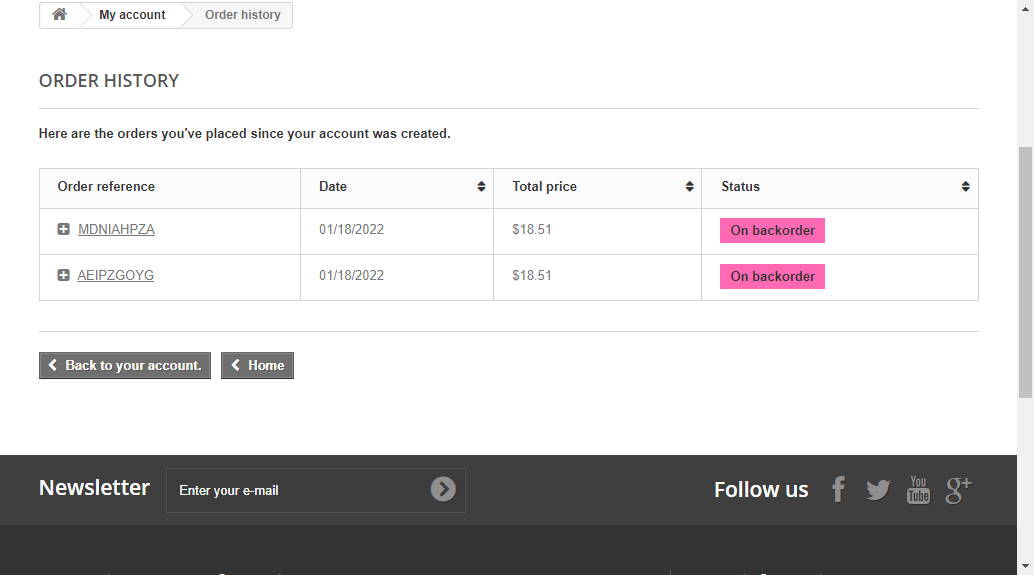 My account Order history
ORDER HISTORY
Here are the orders you've placed since your account was created.
Order reference Date Total price Status
MDNIAHPZA 01/18/2022 $18.51 On backorder
AEIPZGOYG 01/18/2022 $18.51 On backorder
Back to your account. Home
Newsletter Enter your e-mail Follow us You Tube